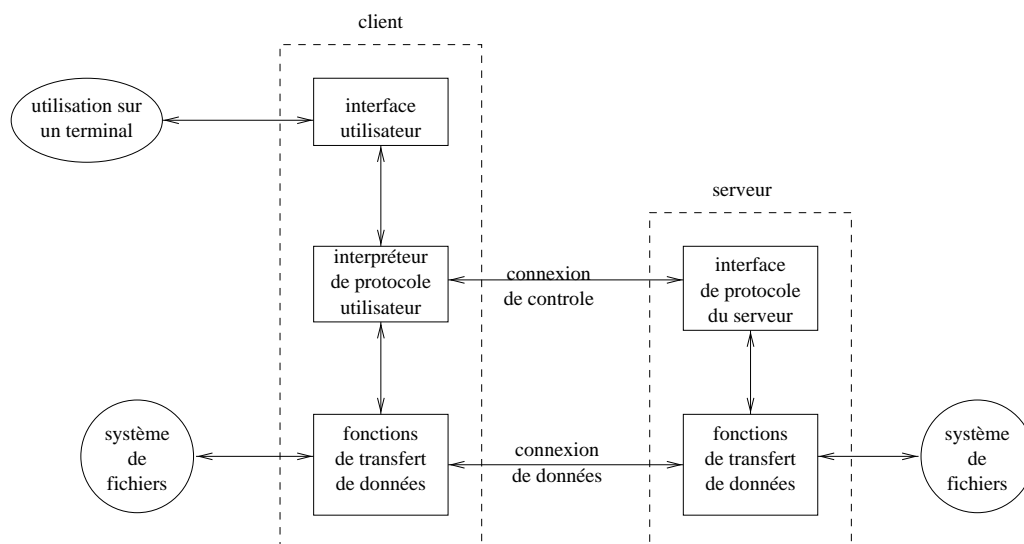 client
utilisation sur
un terminal
interface
utilisateur
serveur
interpréteur
de protocole
utilisateur
connexion
de controle
interface
de protocole
du serveur
système
de
fichiers
fonctions
de transfert
de données
connexion
de données
fonctions
de transfert
de données
système
de
fichiers